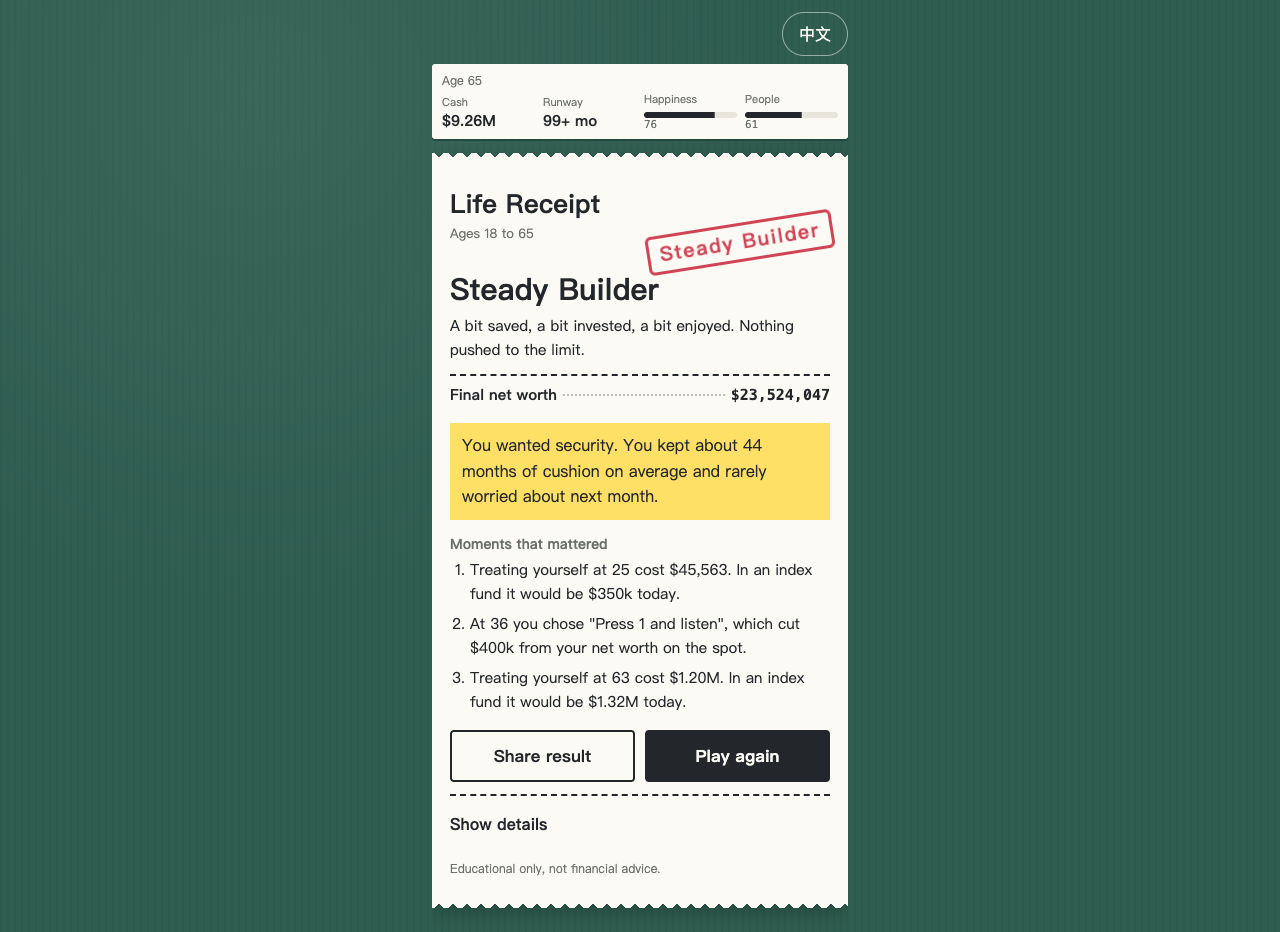 中文
Age 65
Cash
$9.26M
Runway
99+ mo
Happiness
76
People
61
Life Receipt
Ages 18 to 65
Steady Builder
Steady Builder
A bit saved, a bit invested, a bit enjoyed. Nothing
pushed to the limit.
Final net worth $23,524,047
You wanted security. You kept about 44
months of cushion on average and rarely
worried about next month.
Moments that mattered
1. Treating yourself at 25 cost $45,563. In an index
fund it would be $350k today.
2. At 36 you chose "Press 1 and listen", which cut
$400k from your net worth on the spot.
3. Treating yourself at 63 cost $1.20M. In an index
fund it would be $1.32M today.
Share result
Play again
Show details
Educational only, not financial advice.